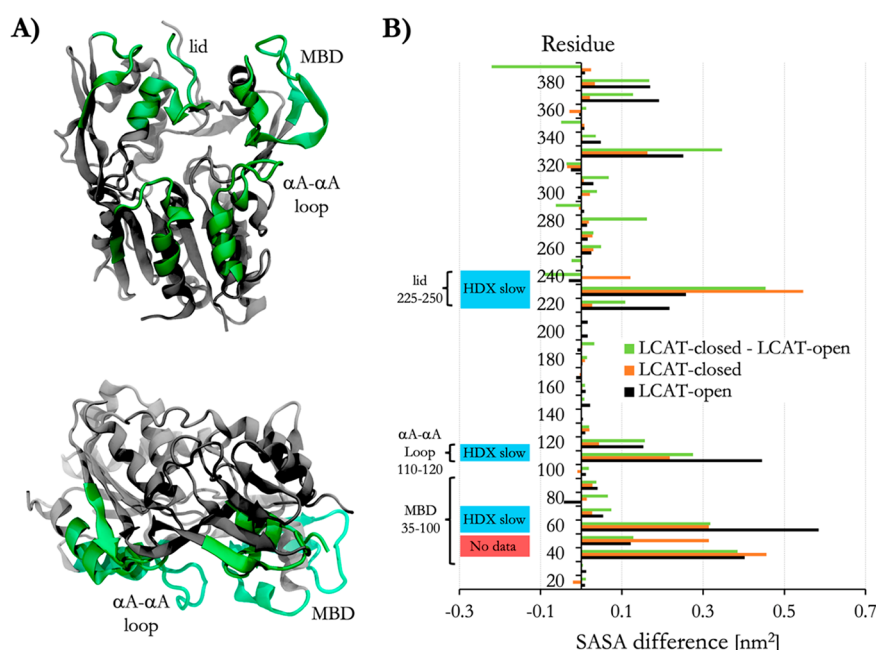 A)
lid
MBD
αA-αA
loop
αA-αA
loop
MBD
B)
Residue
380
360
340
320
300
280
260
240
220
200
180
160
140
120
100
80
60
40
20
lid
225-250
HDX slow
αA-αA
Loop
110-120
HDX slow
MBD
35-100
HDX slow
No data
LCAT-closed - LCAT-open
LCAT-closed
LCAT-open
-0.3 -0.1 0.1 0.3 0.5 0.7
SASA difference [nm²]